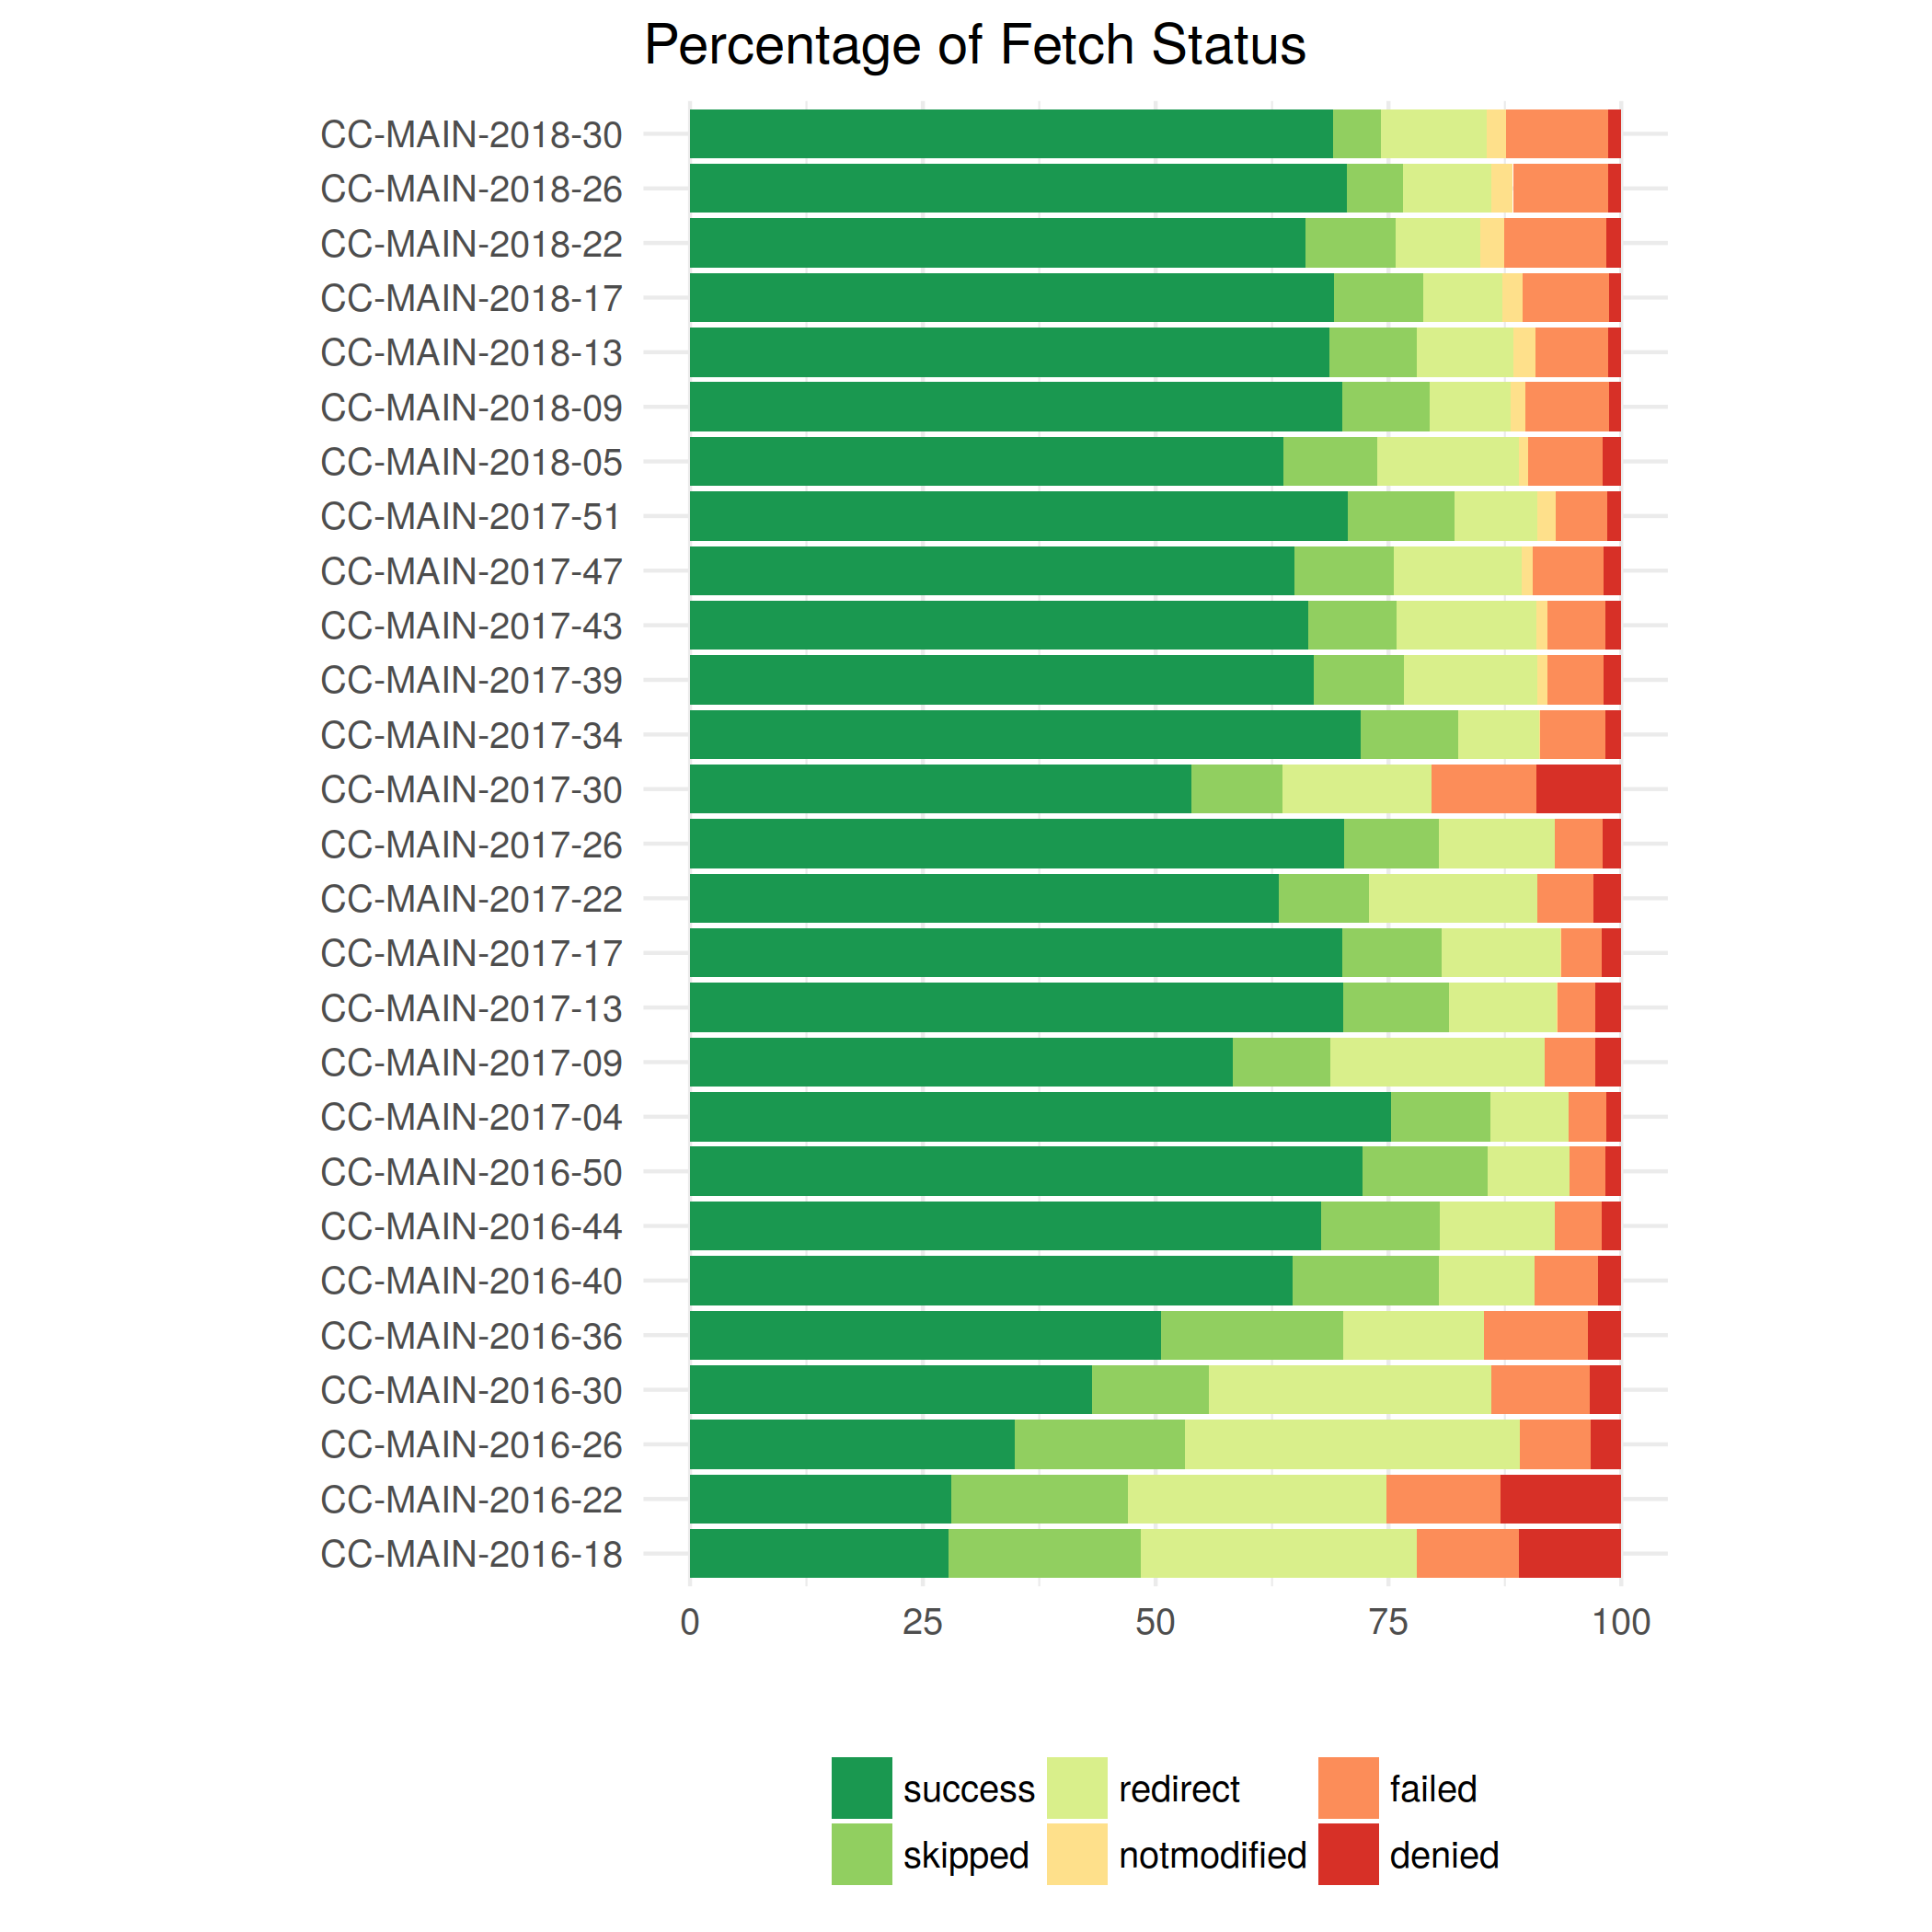 Percentage of Fetch Status
CC-MAIN-2018-30
CC-MAIN-2018-26
CC-MAIN-2018-22
CC-MAIN-2018-17
CC-MAIN-2018-13
CC-MAIN-2018-09
CC-MAIN-2018-05
CC-MAIN-2017-51
CC-MAIN-2017-47
CC-MAIN-2017-43
CC-MAIN-2017-39
CC-MAIN-2017-34
CC-MAIN-2017-30
CC-MAIN-2017-26
CC-MAIN-2017-22
CC-MAIN-2017-17
CC-MAIN-2017-13
CC-MAIN-2017-09
CC-MAIN-2017-04
CC-MAIN-2016-50
CC-MAIN-2016-44
CC-MAIN-2016-40
CC-MAIN-2016-36
CC-MAIN-2016-30
CC-MAIN-2016-26
CC-MAIN-2016-22
CC-MAIN-2016-18
0 25 50 75 100
success redirect failed
skipped notmodified denied